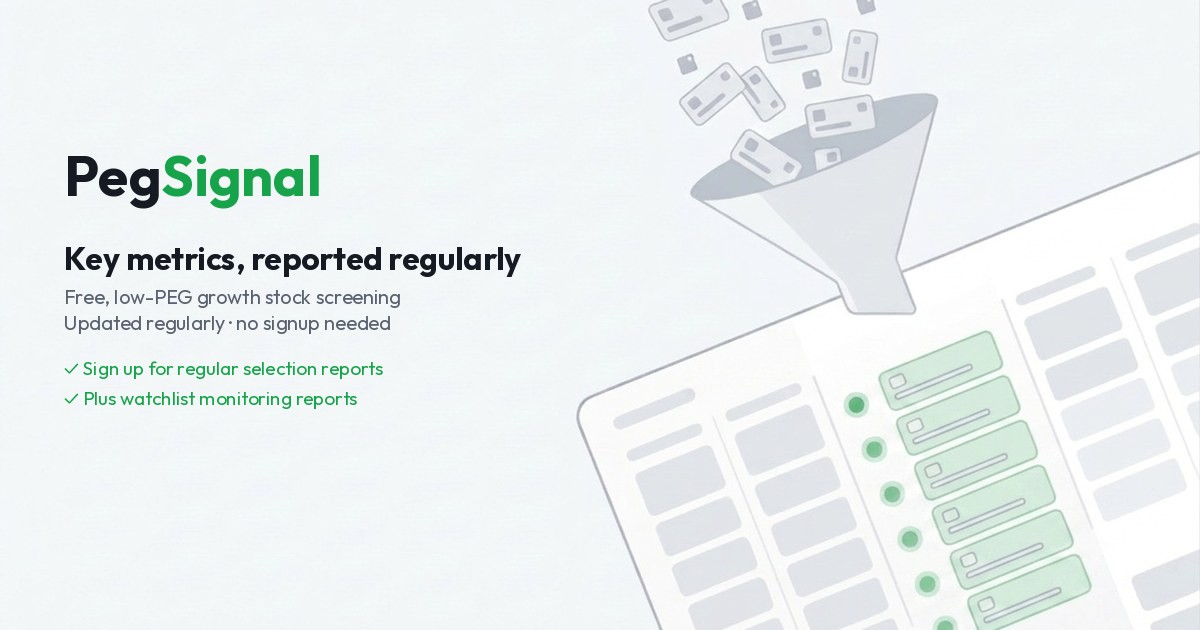 PegSignal
Key metrics, reported regularly
Free, low-PEG growth stock screening
Updated regularly · no signup needed
✓ Sign up for regular selection reports
✓ Plus watchlist monitoring reports